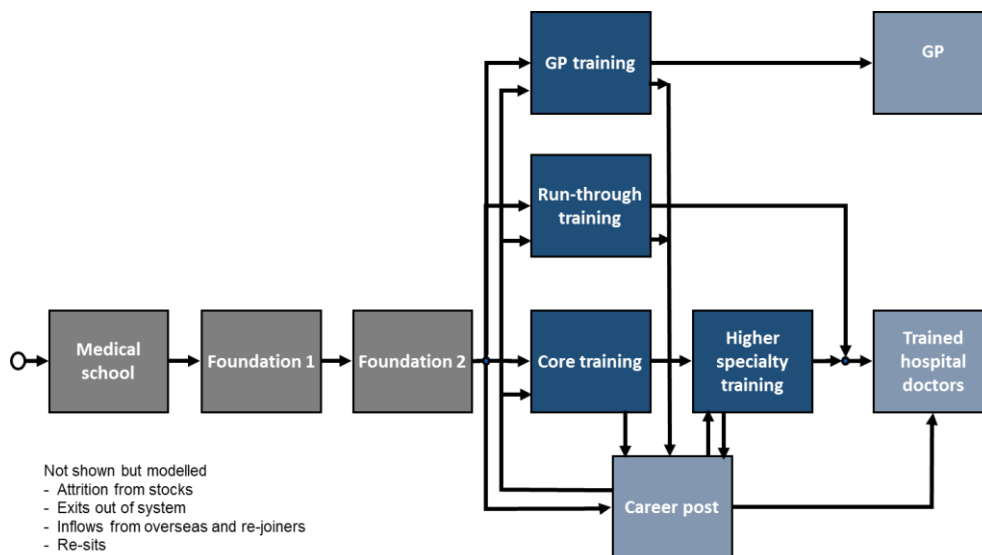 GP training
GP
Run-through
training
Medical
school
Foundation 1
Foundation 2
Core training
Higher
specialty
training
Trained
hospital
doctors
Career post
Not shown but modelled
- Attrition from stocks
- Exits out of system
- Inflows from overseas and re-joiners
- Re-sits